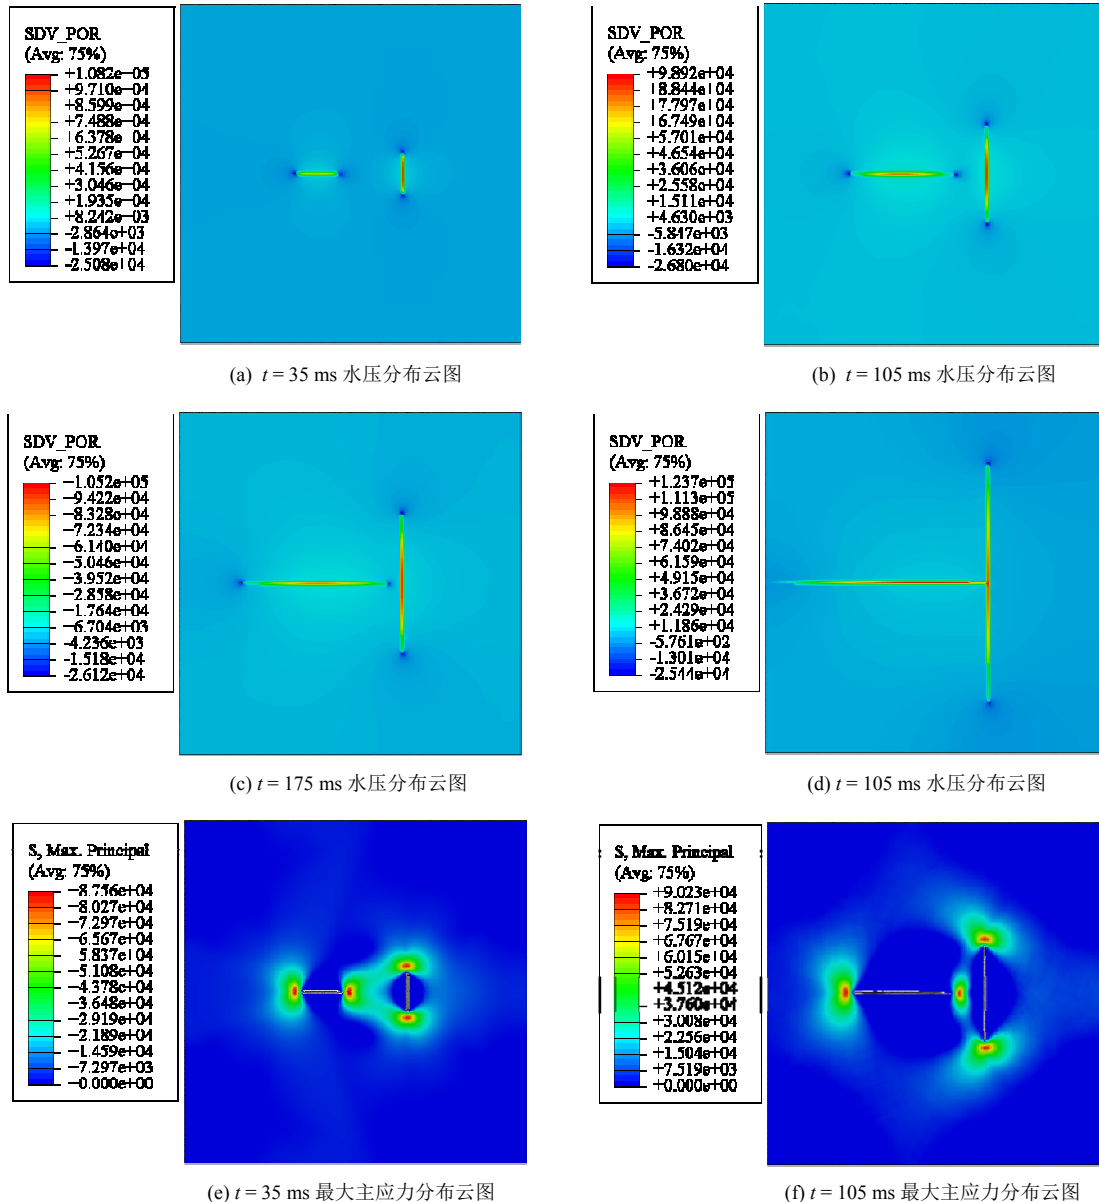 SDV_POR
(Avg: 75%)
+1.082e-05
+9.710e-04
+8.599e-04
+7.488e-04
+6.378e-04
+5.267e-04
+4.156e-04
+3.046e-04
+1.935e-04
+8.242e-03
-2.864e+03
-1.397e+04
-2.508e+04
(a) t = 35 ms 水压分布云图
SDV_POR
(Avg: 75%)
+9.892e+04
+8.844e+04
+7.797e+04
+6.749e+04
+5.701e+04
+4.654e+04
+3.606e+04
+2.558e+04
+1.511e+04
+4.630e+03
-5.847e+03
-1.632e+04
-2.680e+04
(b) t = 105 ms 水压分布云图
SDV_POR
(Avg: 75%)
-1.052e+05
-9.422e+04
-8.328e+04
-7.234e+04
-6.140e+04
-5.046e+04
-3.952e+04
-2.858e+04
-1.764e+04
-6.704e+03
-4.236e+03
-1.518e+04
-2.612e+04
(c) t = 175 ms 水压分布云图
SDV_POR
(Avg: 75%)
+1.237e+05
+1.113e+05
+9.888e+04
+8.645e+04
+7.402e+04
+6.159e+04
+4.915e+04
+3.672e+04
+2.429e+04
+1.186e+04
-5.761e+02
-1.301e+04
-2.544e+04
(d) t = 105 ms 水压分布云图
S, Max. Principal
(Avg: 75%)
-8.756e+04
-8.027e+04
-7.297e+04
-6.567e+04
-5.837e+04
-5.108e+04
-4.378e+04
-3.648e+04
-2.919e+04
-2.189e+04
-1.459e+04
-7.297e+03
-0.000e+00
(e) t = 35 ms 最大主应力分布云图
S, Max. Principal
(Avg: 75%)
+9.023e+04
+8.271e+04
+7.519e+04
+6.767e+04
+6.015e+04
+5.263e+04
+4.512e+04
+3.760e+04
+3.008e+04
+2.256e+04
+1.504e+04
+7.519e+03
+0.000e+00
(f) t = 105 ms 最大主应力分布云图